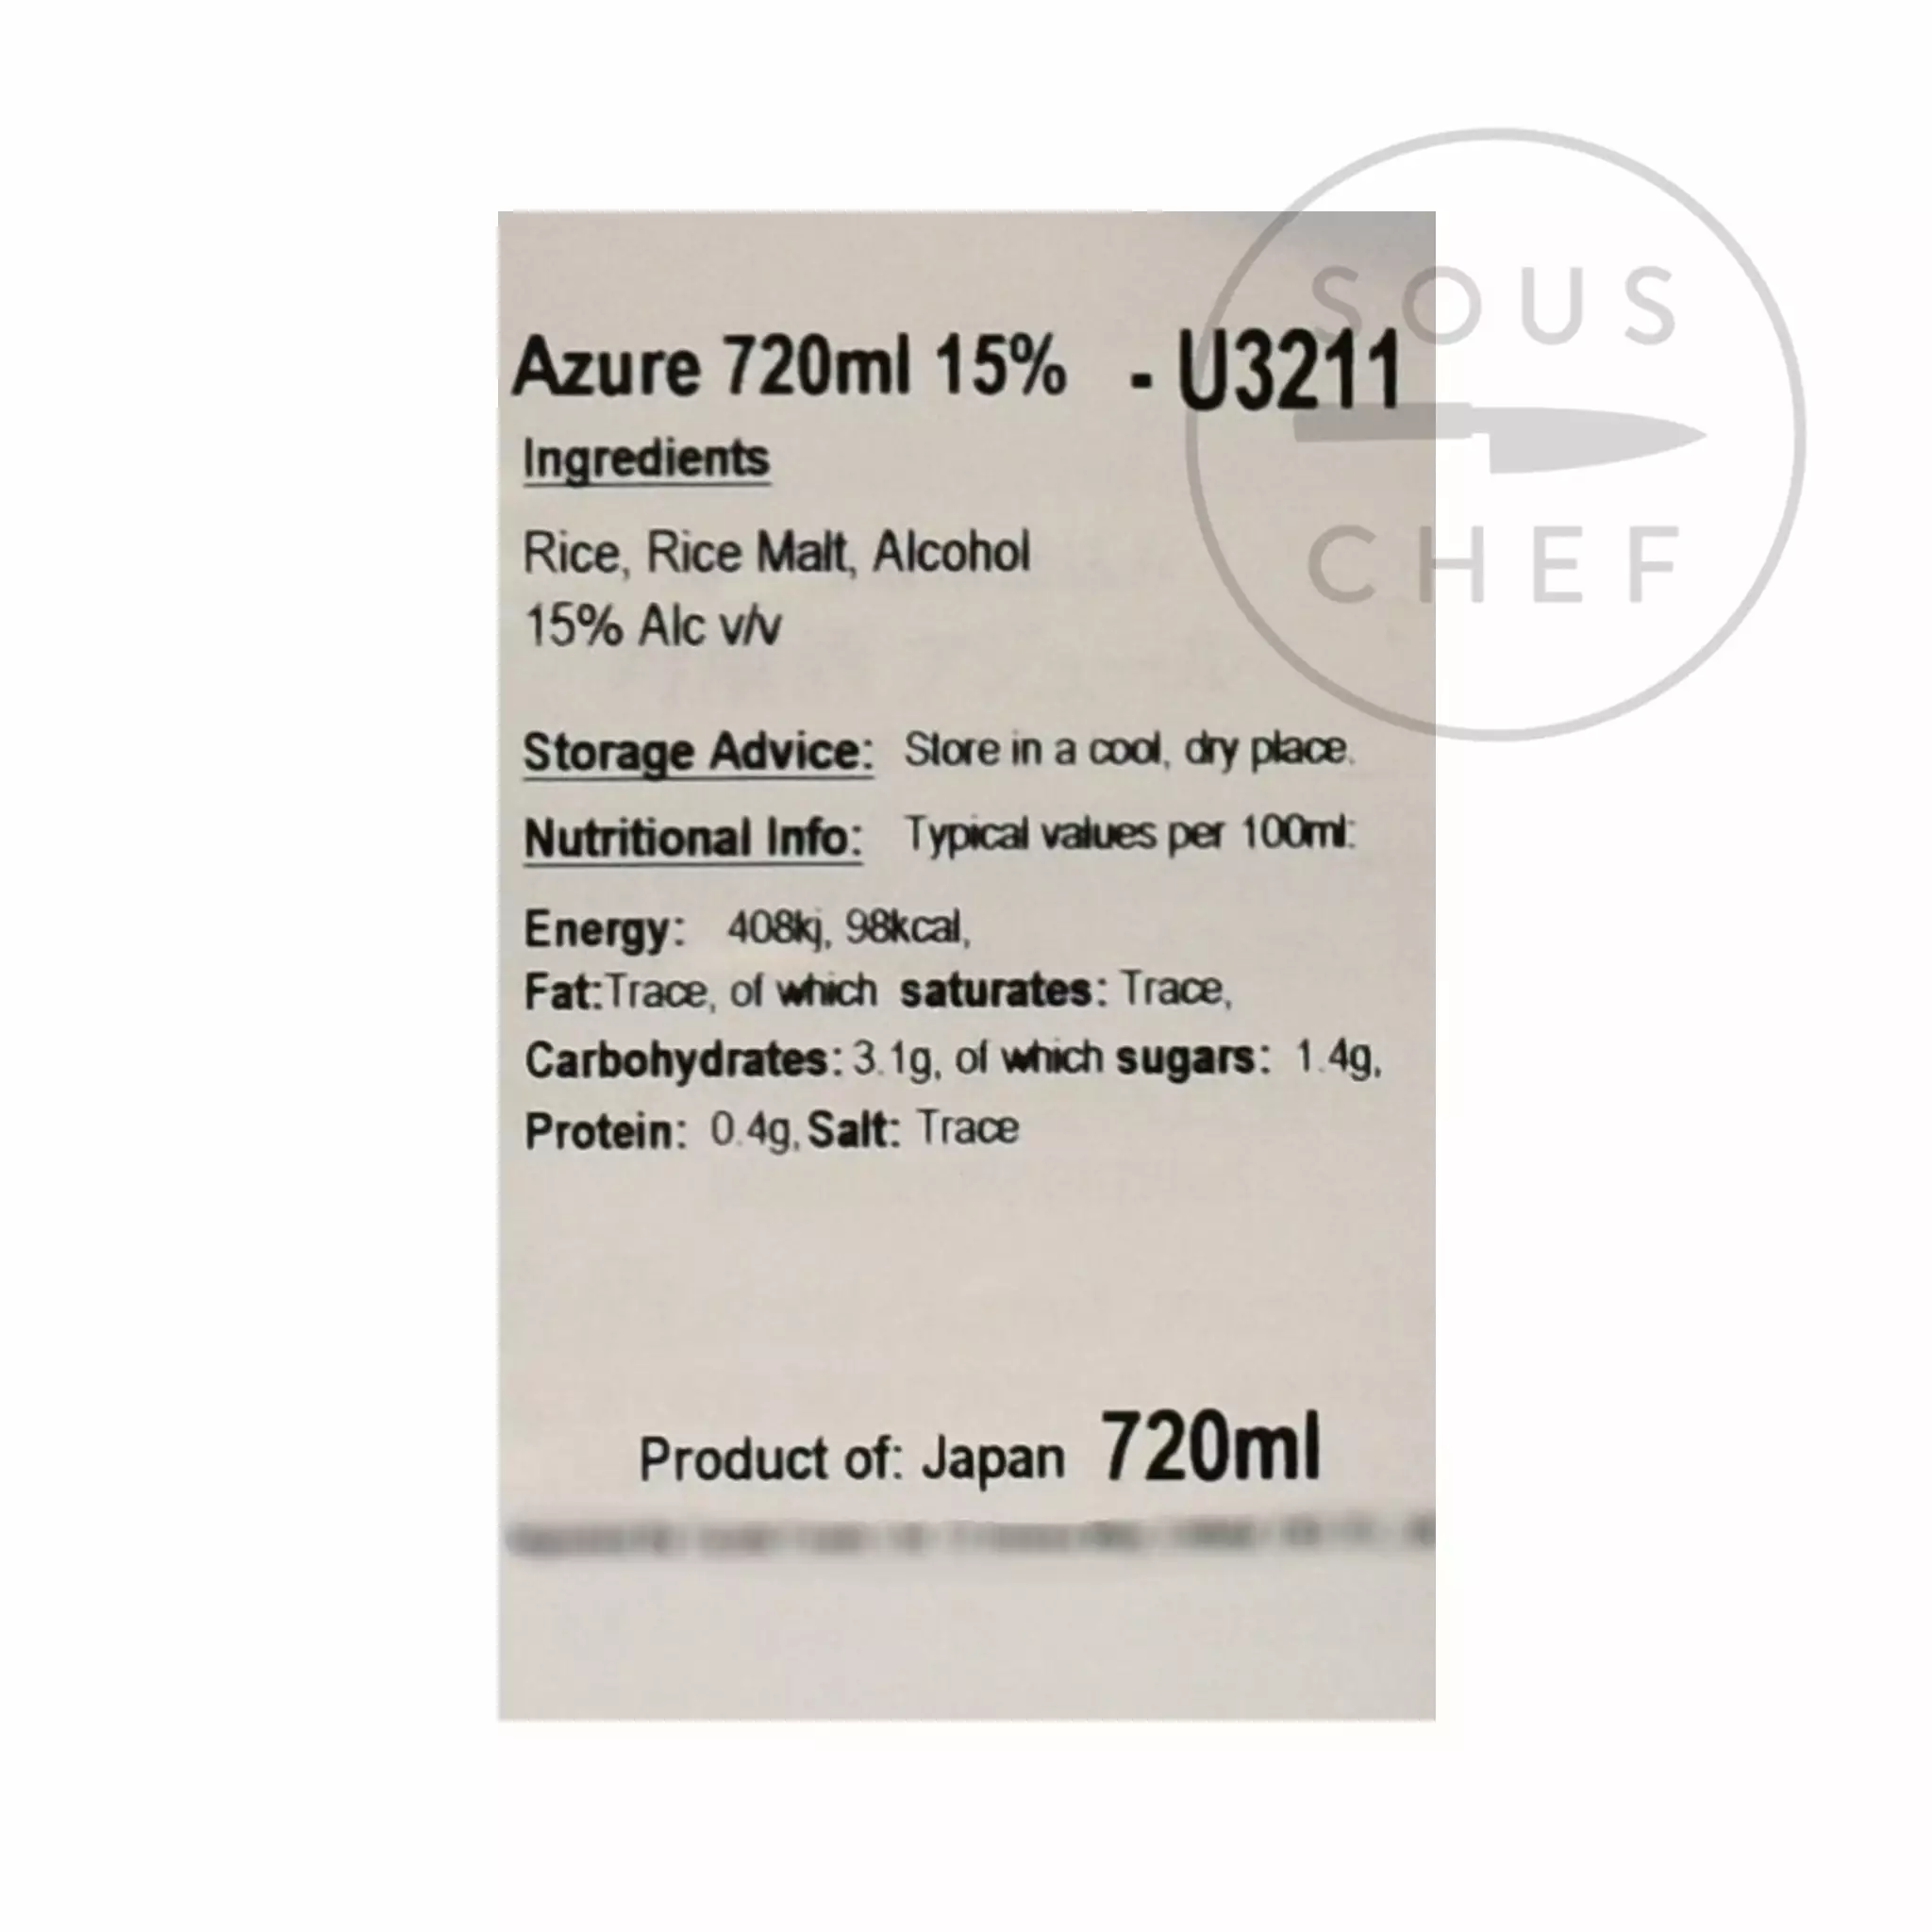 SOUS
Azure 720ml 15% - U3211
Ingredients
CHEF
Rice, Rice Malt, Alcohol
15% Alc v/v
Storage Advice: Store in a cool, dry place.
Nutritional Info: Typical values per 100ml:
Energy: 408kj, 98kcal,
Fat:Trace, of which saturates: Trace,
Carbohydrates: 3.1g, of which sugars: 1.4g,
Protein: 0.4g, Salt: Trace
Product of: Japan 720ml